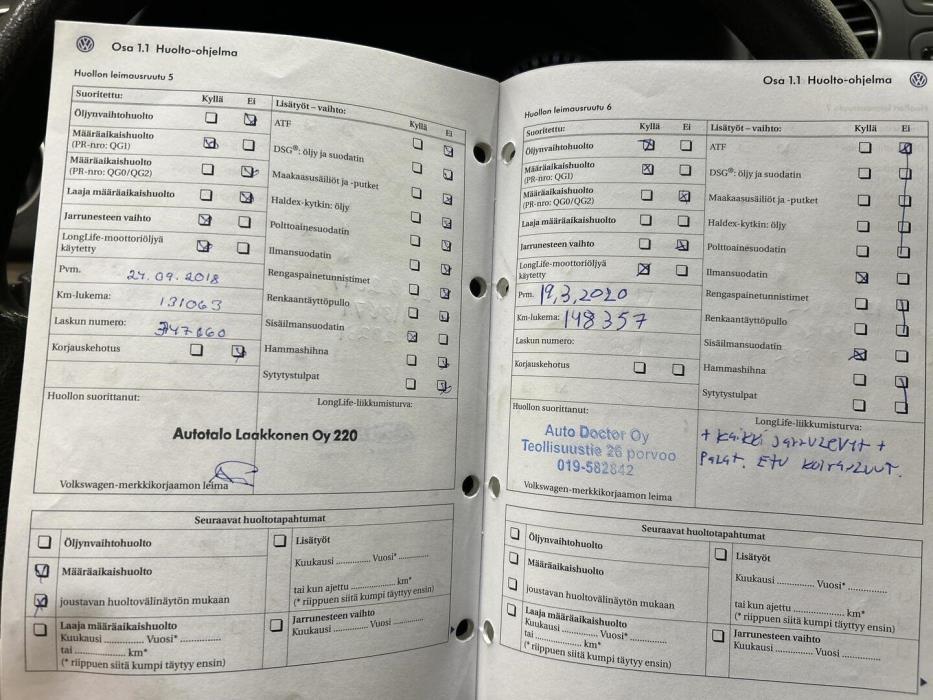 Osa 1.1 Huolto-ohjelma
Huollon leimausruutu 5
Suoritettu: Kyllä Ei
Öljynvaihtohuolto
Määräaikaishuolto
(PR-nro: QG1)
Määräaikaishuolto
(PR-nro: QG0/QG2)
Laaja määräaikaishuolto
Jarrunesteen vaihto
LongLife-moottoriöljyä
käytetty
Pvm. 27.09.2018
Km-lukema: 131063
Laskun numero: 347660
Korjauskehotus
Lisätyöt – vaihto: Kyllä Ei
ATF
DSG®: öljy ja suodatin
Maakaasusäiliöt ja -putket
Haldex-kytkin: öljy
Polttoainesuodatin
Ilmansuodatin
Rengaspainetunnistimet
Renkaantäyttöpullo
Sisäilmansuodatin
Hammashihna
Sytytystulpat
Huollon suorittanut:
LongLife-liikkumisturva:
Autotalo Laakkonen Oy 220
Volkswagen-merkkikorjaamon leima
Seuraavat huoltotapahtumat
Öljynvaihtohuolto
Määräaikaishuolto
joustavan huoltovälinäytön mukaan
Laaja määräaikaishuolto
Kuukausi ............ Vuosi* ............
tai ............... km*
(* riippuen siitä kumpi täytyy ensin)
Lisätyöt
Kuukausi ............ Vuosi* ............
tai kun ajettu .................. km*
(* riippuen siitä kumpi täyttyy ensin)
Jarrunesteen vaihto
Kuukausi ............ Vuosi ............
Osa 1.1 Huolto-ohjelma
Huollon leimausruutu 6
Suoritettu: Kyllä Ei
Öljynvaihtohuolto
Määräaikaishuolto
(PR-nro: QG1)
Määräaikaishuolto
(PR-nro: QG0/QG2)
Laaja määräaikaishuolto
Jarrunesteen vaihto
LongLife-moottoriöljyä
käytetty
Pvm. 19,3,2020
Km-lukema: 148357
Laskun numero:
Korjauskehotus
Lisätyöt – vaihto: Kyllä Ei
ATF
DSG®: öljy ja suodatin
Maakaasusäiliöt ja -putket
Haldex-kytkin: öljy
Polttoainesuodatin
Ilmansuodatin
Rengaspainetunnistimet
Renkaantäyttöpullo
Sisäilmansuodatin
Hammashihna
Sytytystulpat
Huollon suorittanut:
Auto Doctor Oy
Teollisuustie 26 porvoo
019-582842
Volkswagen-merkkikorjaamon leima
LongLife-liikkumisturva:
+ kaikki jarrulevyt +
Palat. Etu koiranluut.
Seuraavat huoltotapahtumat
Öljynvaihtohuolto
Määräaikaishuolto
joustavan huoltovälinäytön mukaan
Laaja määräaikaishuolto
Kuukausi ............ Vuosi* ............
tai ............... km*
(* riippuen siitä kumpi täytyy ensin)
Lisätyöt
Kuukausi ............ Vuosi* ............
tai kun ajettu .................. km*
(* riippuen siitä kumpi täyttyy ensin)
Jarrunesteen vaihto
Kuukausi ............ Vuosi ............